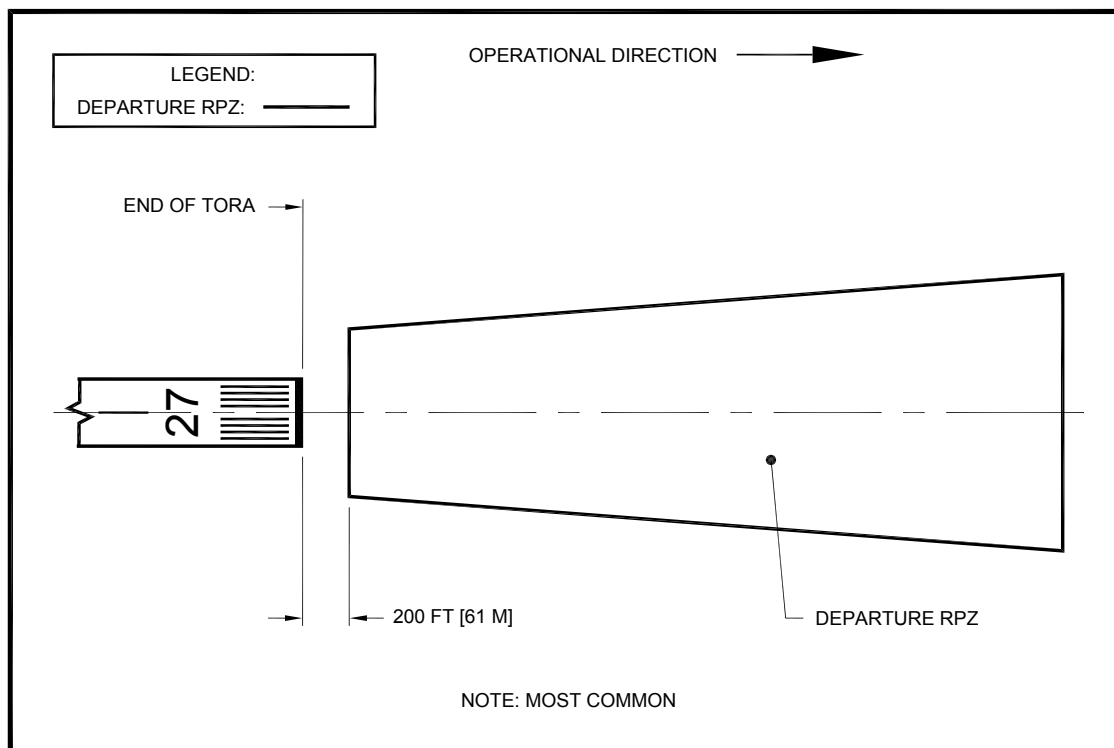 OPERATIONAL DIRECTION
LEGEND:
DEPARTURE RPZ:
END OF TORA
27
200 FT [61 M]
DEPARTURE RPZ
NOTE: MOST COMMON